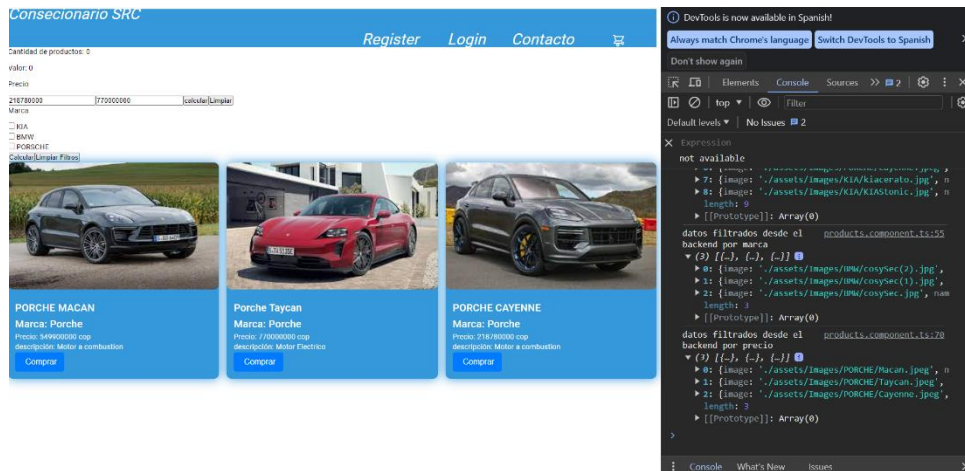 Consecionario SRC
Register Login Contacto
Cantidad de productos: 0
Valor: 0
Precio
218780000 770000000 calcular Limpiar
Marca
KIA
BMW
PORSCHE
Calcular Limpiar Filtros
PORCHE MACAN
Marca: Porche
Precio: 549900000 cop
descripción: Motor a combustion
Comprar
Porche Taycan
Marca: Porche
Precio: 770000000 cop
descripción: Motor Electrico
Comprar
PORCHE CAYENNE
Marca: Porche
Precio: 218780000 cop
descripción: Motor a combustion
Comprar
DevTools is now available in Spanish!
Always match Chrome's language Switch DevTools to Spanish
Don't show again
Elements Console Sources >> 2
top Filter
Default levels No Issues 2
Expression
not available
7: {image: './assets/Images/KIA/kiacerato.jpg', n
8: {image: './assets/Images/KIA/KIAStonic.jpg', n
length: 9
[[Prototype]]: Array(0)
datos filtrados desde el products.component.ts:55
backend por marca
(3) [{…}, {…}, {…}]
0: {image: './assets/Images/BMW/cosySec(2).jpg',
1: {image: './assets/Images/BMW/cosySec(1).jpg',
2: {image: './assets/Images/BMW/cosySec.jpg', nam
length: 3
[[Prototype]]: Array(0)
datos filtrados desde el products.component.ts:70
backend por precio
(3) [{…}, {…}, {…}]
0: {image: './assets/Images/PORCHE/Macan.jpeg', n
1: {image: './assets/Images/PORCHE/Taycan.jpeg',
2: {image: './assets/Images/PORCHE/Cayenne.jpeg',
length: 3
[[Prototype]]: Array(0)
Console What's New Issues